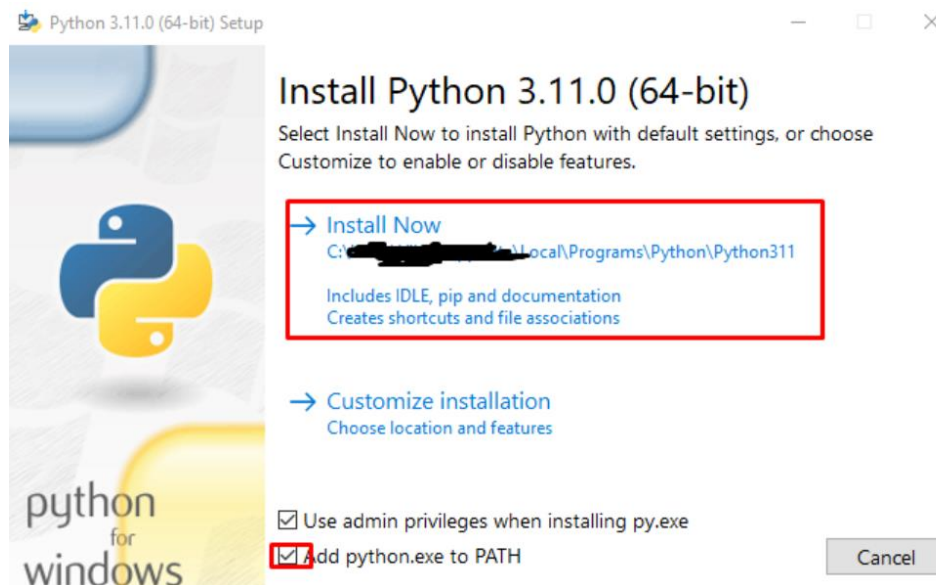 Python 3.11.0 (64-bit) Setup
Install Python 3.11.0 (64-bit)
Select Install Now to install Python with default settings, or choose
Customize to enable or disable features.
Install Now
C:\ Local\Programs\Python\Python311
Includes IDLE, pip and documentation
Creates shortcuts and file associations
Customize installation
Choose location and features
python
for
windows
Use admin privileges when installing py.exe
Add python.exe to PATH
Cancel